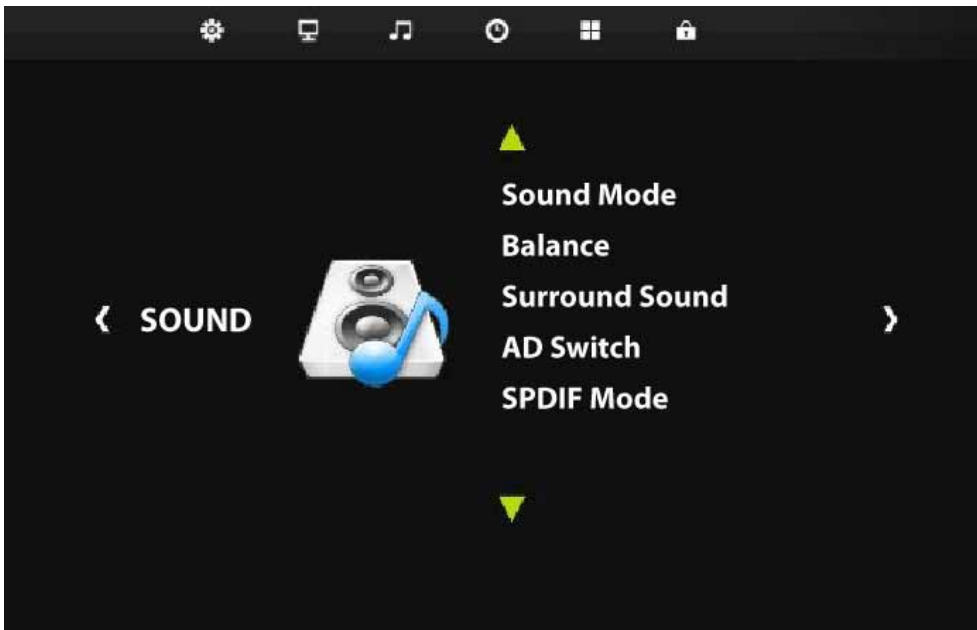 SOUND
Sound Mode
Balance
Surround Sound
AD Switch
SPDIF Mode